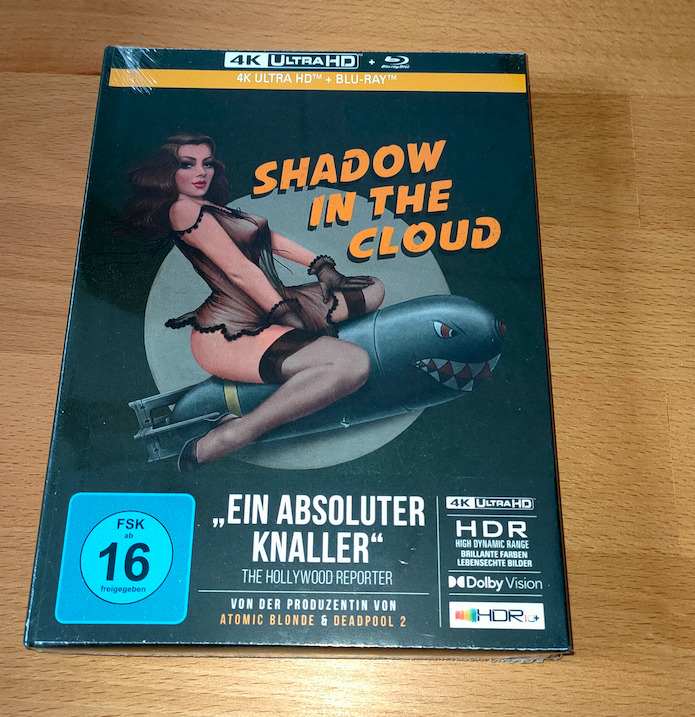 4K ULTRA HD + Blu-ray Disc
4K ULTRA HD™ + BLU-RAY™
SHADOW
IN THE
CLOUD
FSK
ab
16
freigegeben
„EIN ABSOLUTER
KNALLER“
THE HOLLYWOOD REPORTER
VON DER PRODUZENTIN VON
ATOMIC BLONDE & DEADPOOL 2
4K ULTRA HD
HDR
HIGH DYNAMIC RANGE
BRILLANTE FARBEN
LEBENSECHTE BILDER
Dolby Vision
HDR10+